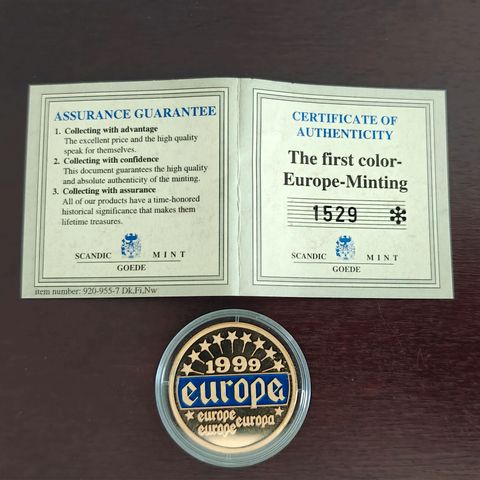 ASSURANCE GUARANTEE
1. Collecting with advantage
The excellent price and the high quality
speak for themselves.
2. Collecting with confidence
This document guarantees the high quality
and absolute authenticity of the minting.
3. Collecting with assurance
All of our products have a time-honored
historical significance that makes them
lifetime treasures.
SCANDIC MINT
GOEDE
item number: 920-955-7 Dk,Fi,Nw
CERTIFICATE OF
AUTHENTICITY
The first color-
Europe-Minting
1529
SCANDIC MINT
GOEDE
1999
europa
europe
europe europa